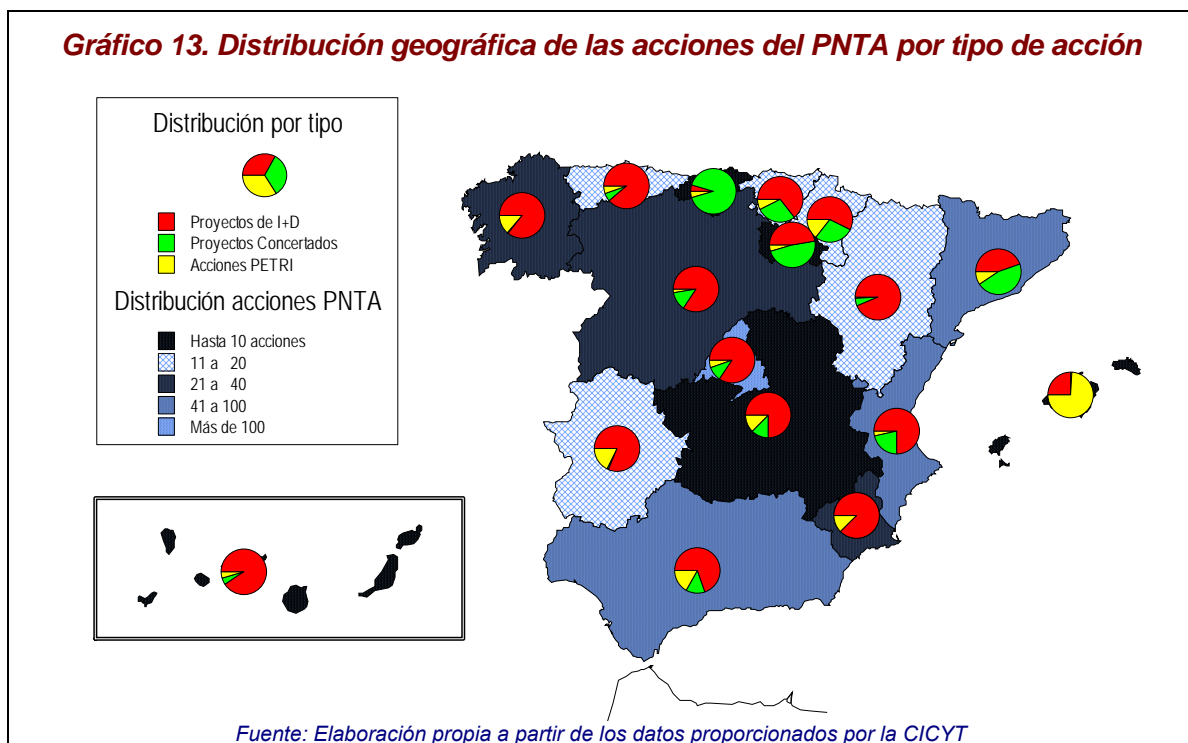 Gráfico 13. Distribución geográfica de las acciones del PNTA por tipo de acción
Distribución por tipo
Proyectos de I+D
Proyectos Concertados
Acciones PETRI
Distribución acciones PNTA
Hasta 10 acciones
11 a 20
21 a 40
41 a 100
Más de 100
Fuente: Elaboración propia a partir de los datos proporcionados por la CICYT